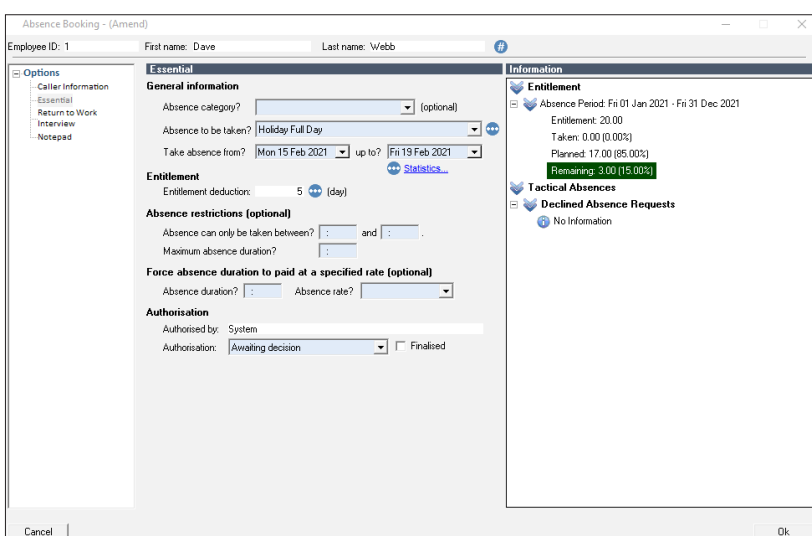 Absence Booking - (Amend)
Employee ID: 1 First name: Dave Last name: Webb #
Options
Caller Information
Essential
Return to Work
Interview
Notepad
Essential
General information
Absence category? (optional)
Absence to be taken? Holiday Full Day
Take absence from? Mon 15 Feb 2021 up to? Fri 19 Feb 2021
Statistics...
Entitlement
Entitlement deduction: 5 (day)
Absence restrictions (optional)
Absence can only be taken between? : and : .
Maximum absence duration? :
Force absence duration to paid at a specified rate (optional)
Absence duration? : Absence rate?
Authorisation
Authorised by: System
Authorisation: Awaiting decision Finalised
Information
Entitlement
Absence Period: Fri 01 Jan 2021 - Fri 31 Dec 2021
Entitlement: 20.00
Taken: 0.00 (0.00%)
Planned: 17.00 (85.00%)
Remaining: 3.00 (15.00%)
Tactical Absences
Declined Absence Requests
No Information
Cancel Ok